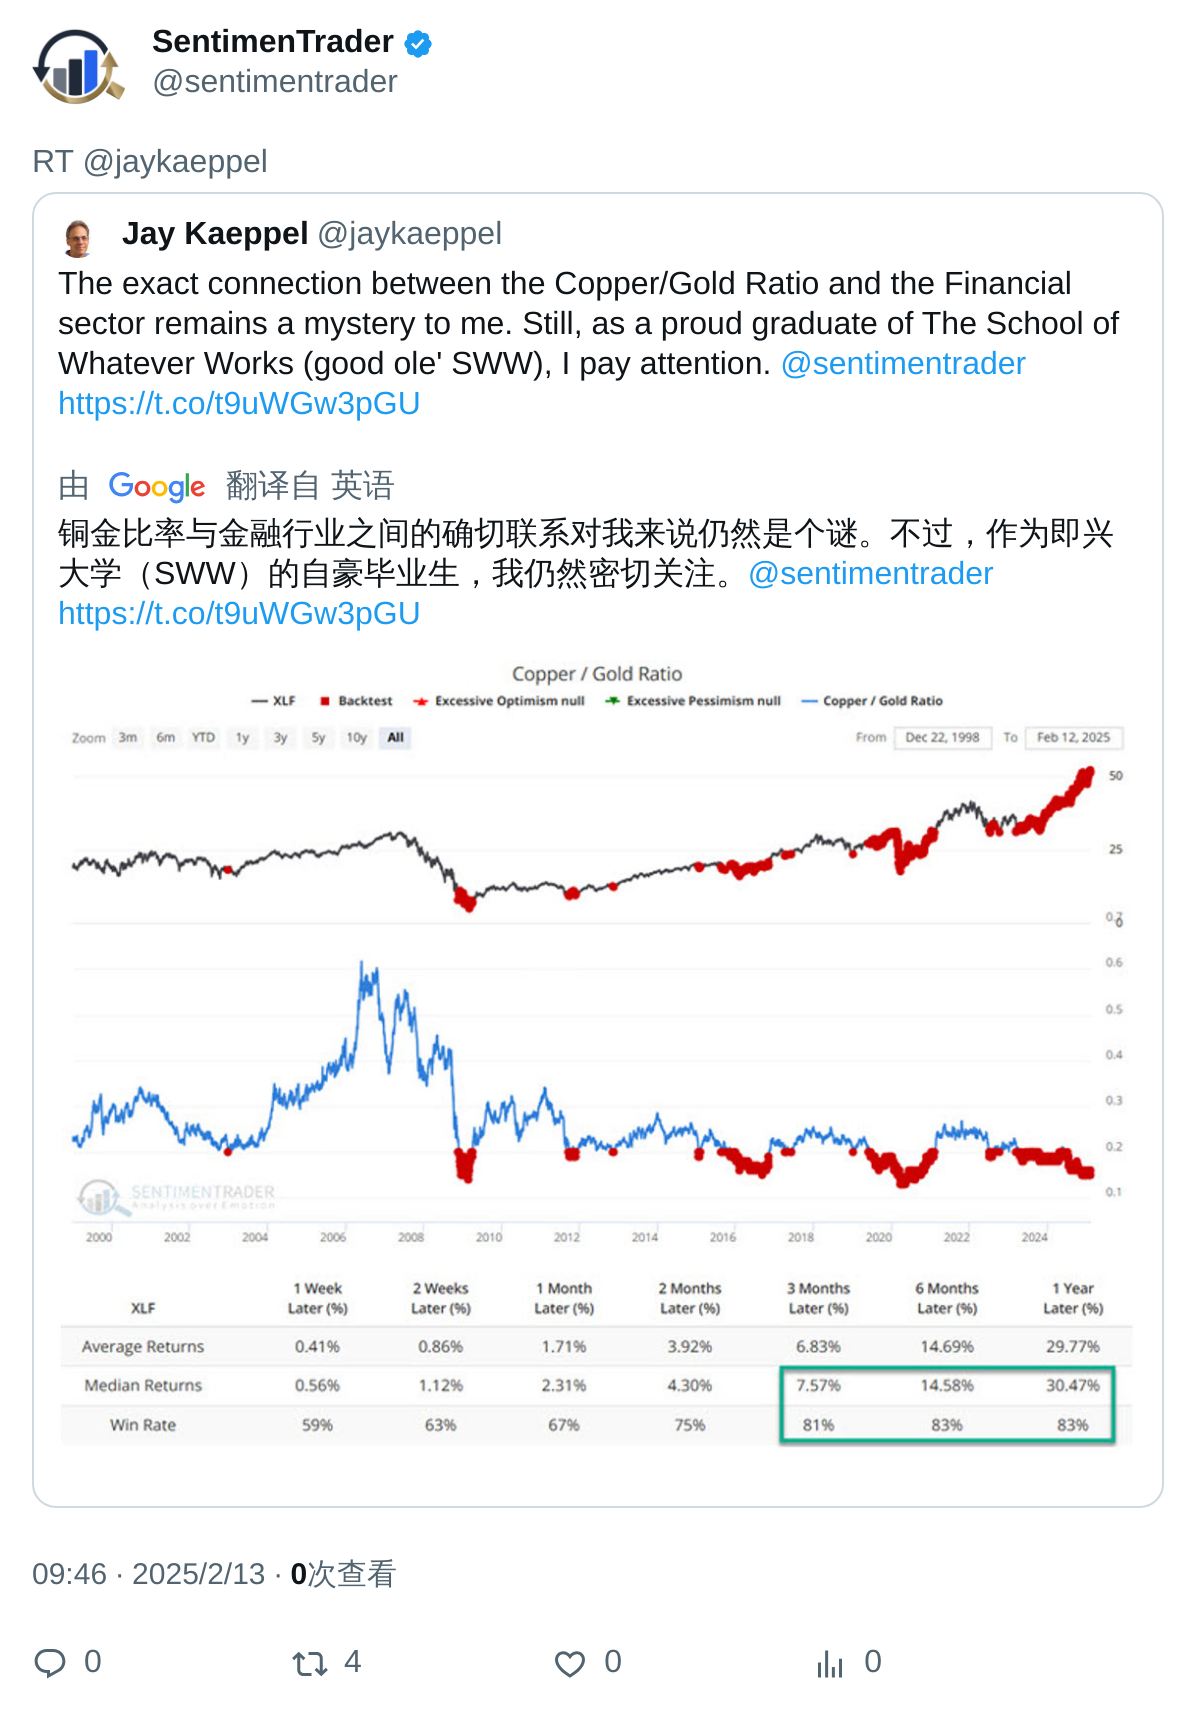 SentimenTrader
@sentimentrader
RT @jaykaeppel
Jay Kaeppel @jaykaeppel
The exact connection between the Copper/Gold Ratio and the Financial
sector remains a mystery to me. Still, as a proud graduate of The School of
Whatever Works (good ole' SWW), I pay attention. @sentimentrader
https://t.co/t9uWGw3pGU
由 Google 翻译自 英语
铜金比率与金融行业之间的确切联系对我来说仍然是个谜。不过，作为即兴
大学（SWW）的自豪毕业生，我仍然密切关注。@sentimentrader
https://t.co/t9uWGw3pGU
Copper / Gold Ratio
XLF Backtest Excessive Optimism null Excessive Pessimism null Copper / Gold Ratio
Zoom 3m 6m YTD 1y 3y 5y 10y All From Dec 22, 1998 To Feb 12, 2025
50
25
0
0.7
0.6
0.5
0.4
0.3
0.2
0.1
SENTIMENTRADER
Analysis over Emotion
2000 2002 2004 2006 2008 2010 2012 2014 2016 2018 2020 2022 2024
XLF 1 Week Later (%) 2 Weeks Later (%) 1 Month Later (%) 2 Months Later (%) 3 Months Later (%) 6 Months Later (%) 1 Year Later (%)
Average Returns 0.41% 0.86% 1.71% 3.92% 6.83% 14.69% 29.77%
Median Returns 0.56% 1.12% 2.31% 4.30% 7.57% 14.58% 30.47%
Win Rate 59% 63% 67% 75% 81% 83% 83%
09:46 · 2025/2/13 · 0次查看
0 4 0 0